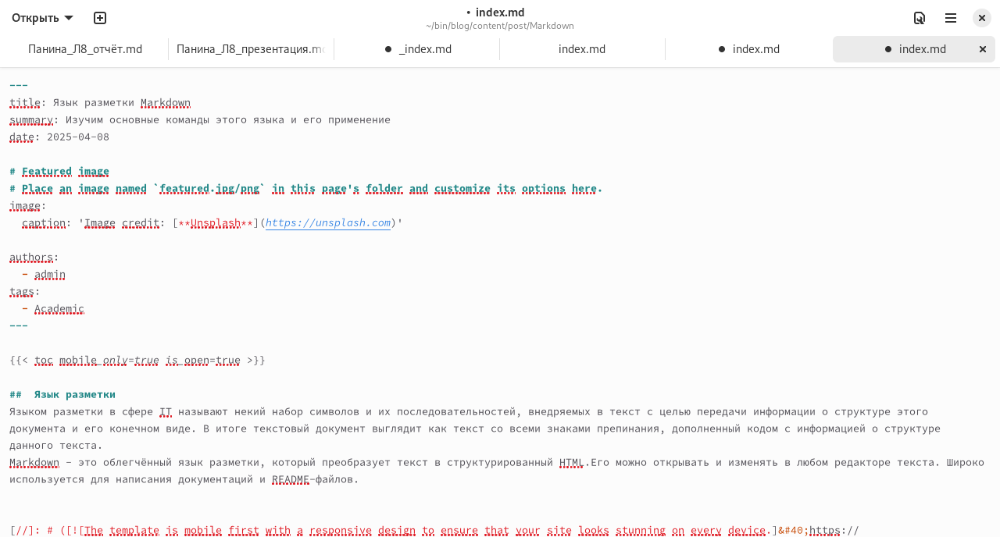 Открыть
• index.md
~/bin/blog/content/post/Markdown
Панина_Л8_отчёт.md
Панина_Л8_презентация.md
● _index.md
index.md
● index.md
● index.md
---
title: Язык разметки Markdown
summary: Изучим основные команды этого языка и его применение
date: 2025-04-08
# Featured image
# Place an image named `featured.jpg/png` in this page's folder and customize its options here.
image:
caption: 'Image credit: [**Unsplash**](https://unsplash.com)'
authors:
- admin
tags:
- Academic
---
{{< toc mobile_only=true is_open=true >}}
##  Язык разметки
Языком разметки в сфере IT называют некий набор символов и их последовательностей, внедряемых в текст с целью передачи информации о структуре этого
документа и его конечном виде. В итоге текстовый документ выглядит как текст со всеми знаками препинания, дополненный кодом с информацией о структуре
данного текста.
Markdown - это облегчённый язык разметки, который преобразует текст в структурированный HTML.Его можно открывать и изменять в любом редакторе текста. Широко
используется для написания документаций и README-файлов.
[//]: # ([![The template is mobile first with a responsive design to ensure that your site looks stunning on every device.]&#40;https://